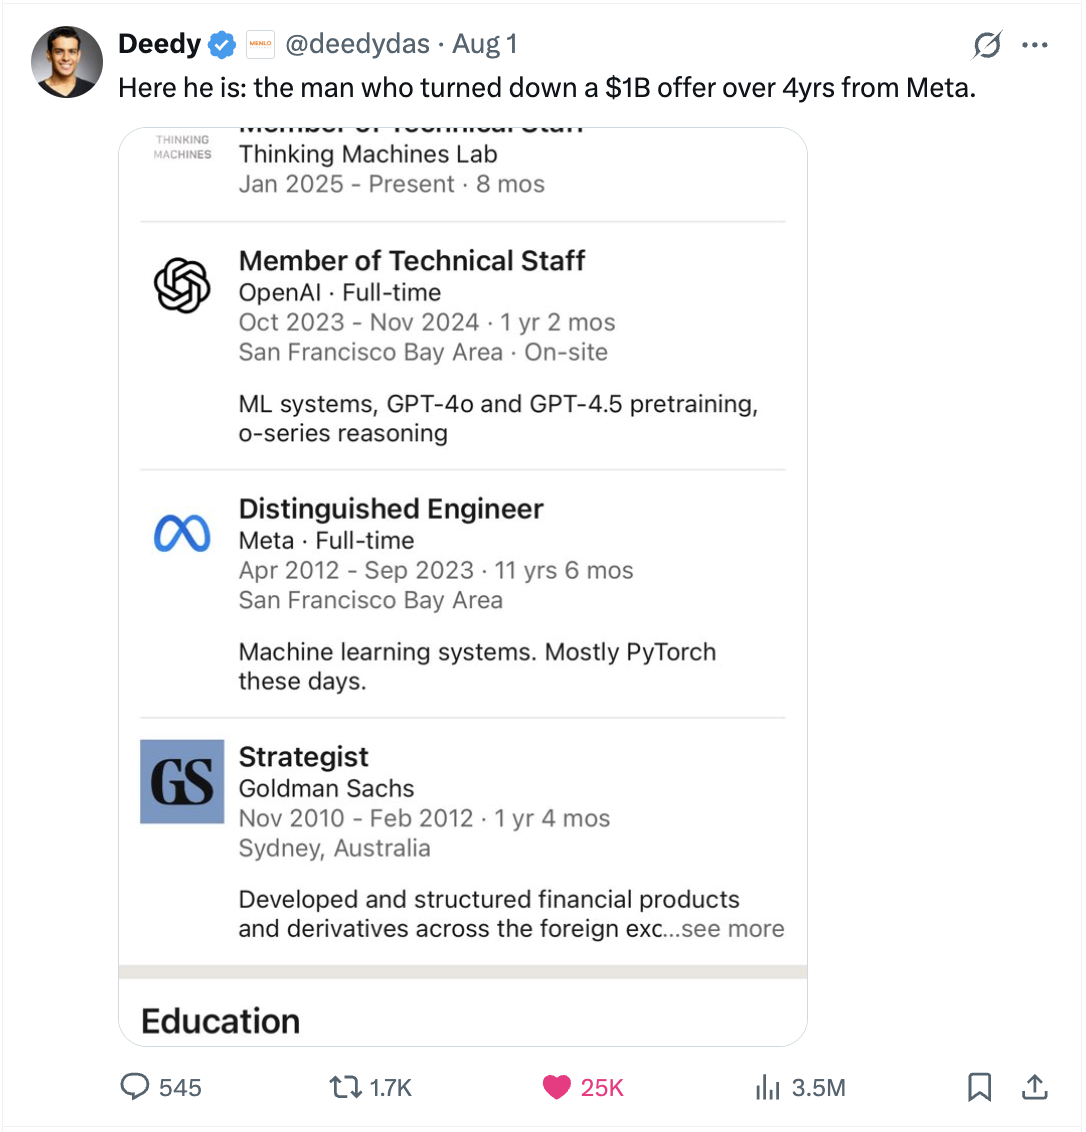 Deedy MENLO @deedydas · Aug 1
Here he is: the man who turned down a $1B offer over 4yrs from Meta.
THINKING
MACHINES
Member of Technical Staff
Thinking Machines Lab
Jan 2025 - Present · 8 mos
Member of Technical Staff
OpenAI · Full-time
Oct 2023 - Nov 2024 · 1 yr 2 mos
San Francisco Bay Area · On-site
ML systems, GPT-4o and GPT-4.5 pretraining,
o-series reasoning
Distinguished Engineer
Meta · Full-time
Apr 2012 - Sep 2023 · 11 yrs 6 mos
San Francisco Bay Area
Machine learning systems. Mostly PyTorch
these days.
GS
Strategist
Goldman Sachs
Nov 2010 - Feb 2012 · 1 yr 4 mos
Sydney, Australia
Developed and structured financial products
and derivatives across the foreign exc...see more
Education
545 1.7K 25K 3.5M